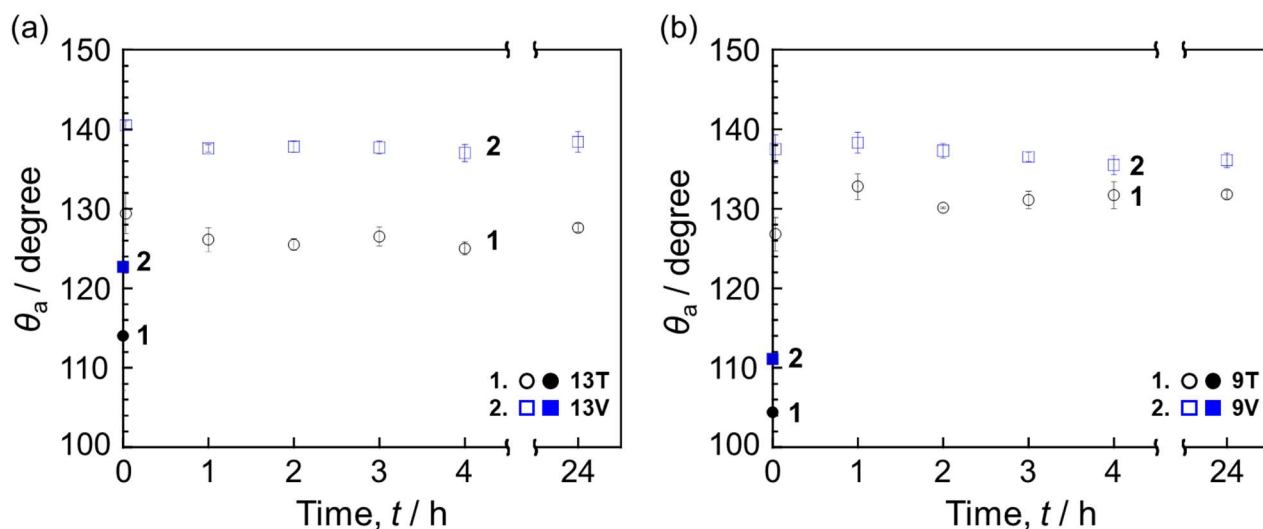 (a)
150
140
130
120
110
100
θa / degree
2
1
2
1
1. ○ ● 13T
2. □ ■ 13V
0 1 2 3 4 24
Time, t / h
(b)
150
140
130
120
110
100
θa / degree
2
1
2
1
1. ○ ● 9T
2. □ ■ 9V
0 1 2 3 4 24
Time, t / h